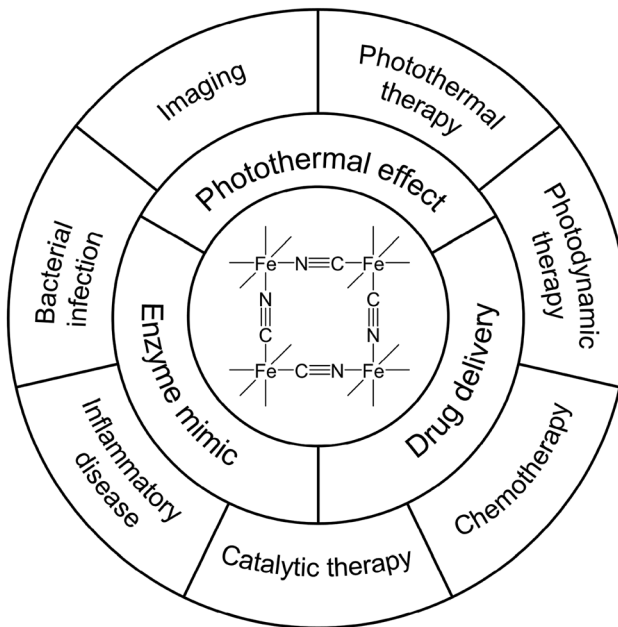 Imaging
Photothermal
therapy
Photodynamic
therapy
Chemotherapy
Catalytic therapy
Inflammatory
disease
Bacterial
infection
Photothermal effect
Drug delivery
Enzyme mimic
Fe N≡C Fe
N C
C N
Fe C≡N Fe